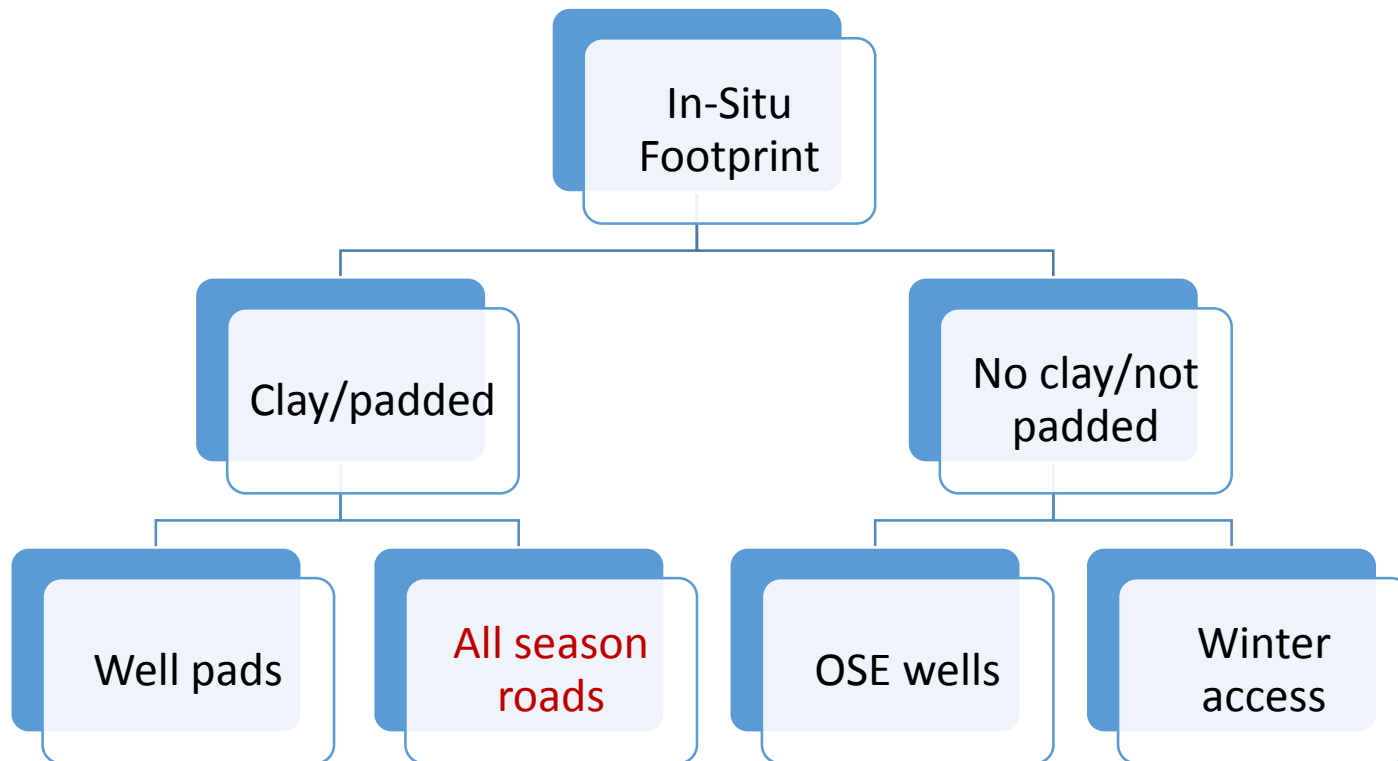 In-Situ
Footprint
Clay/padded
No clay/not
padded
Well pads
All season
roads
OSE wells
Winter
access